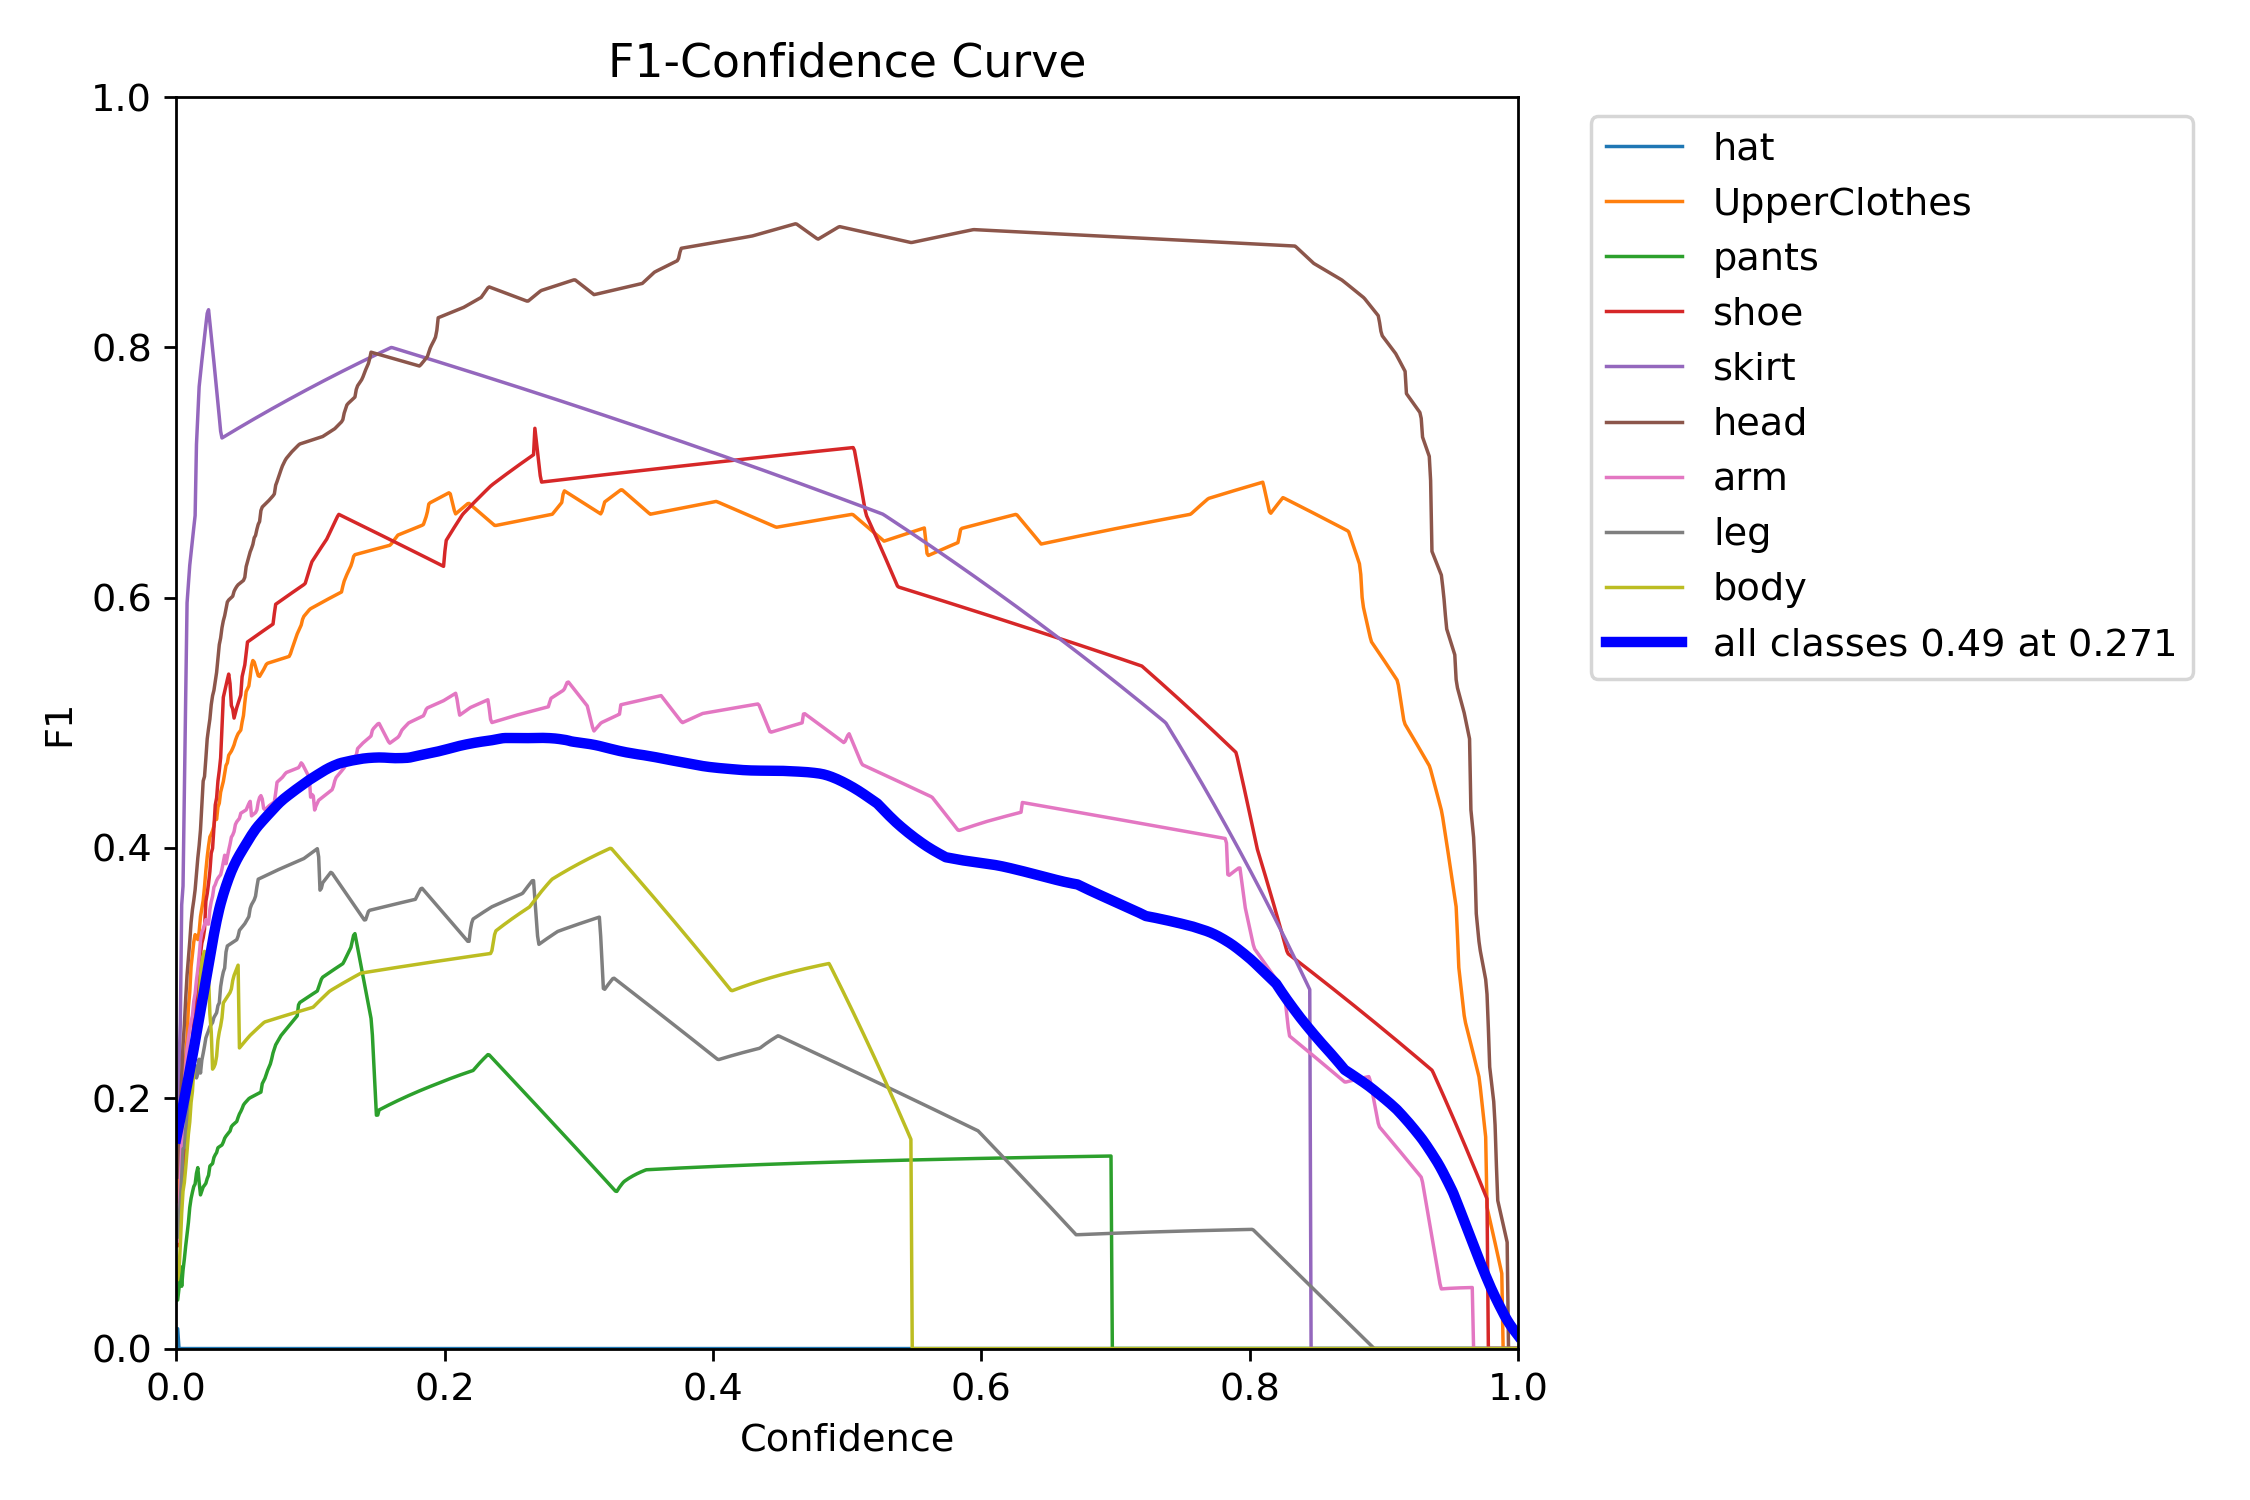 F1-Confidence Curve
1.0
0.8
0.6
0.4
0.2
0.0
F1
0.0 0.2 0.4 0.6 0.8 1.0
Confidence
hat
UpperClothes
pants
shoe
skirt
head
arm
leg
body
all classes 0.49 at 0.271